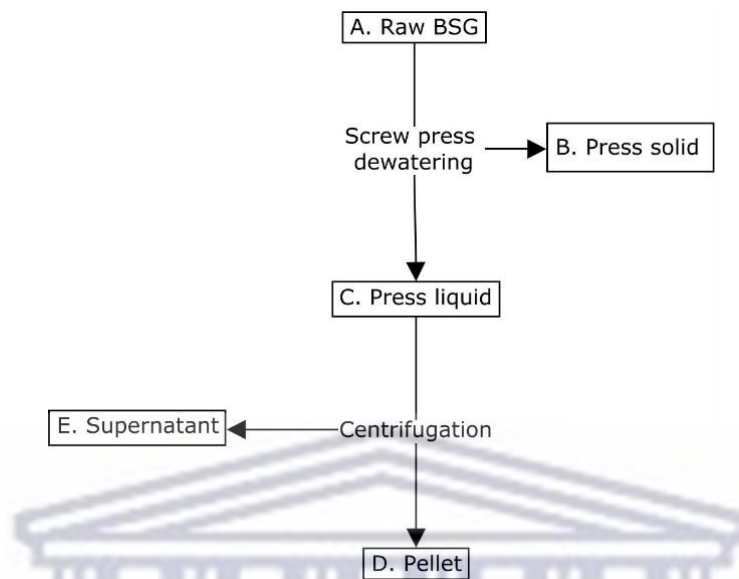 A. Raw BSG
Screw press
dewatering
B. Press solid
C. Press liquid
E. Supernatant
Centrifugation
D. Pellet